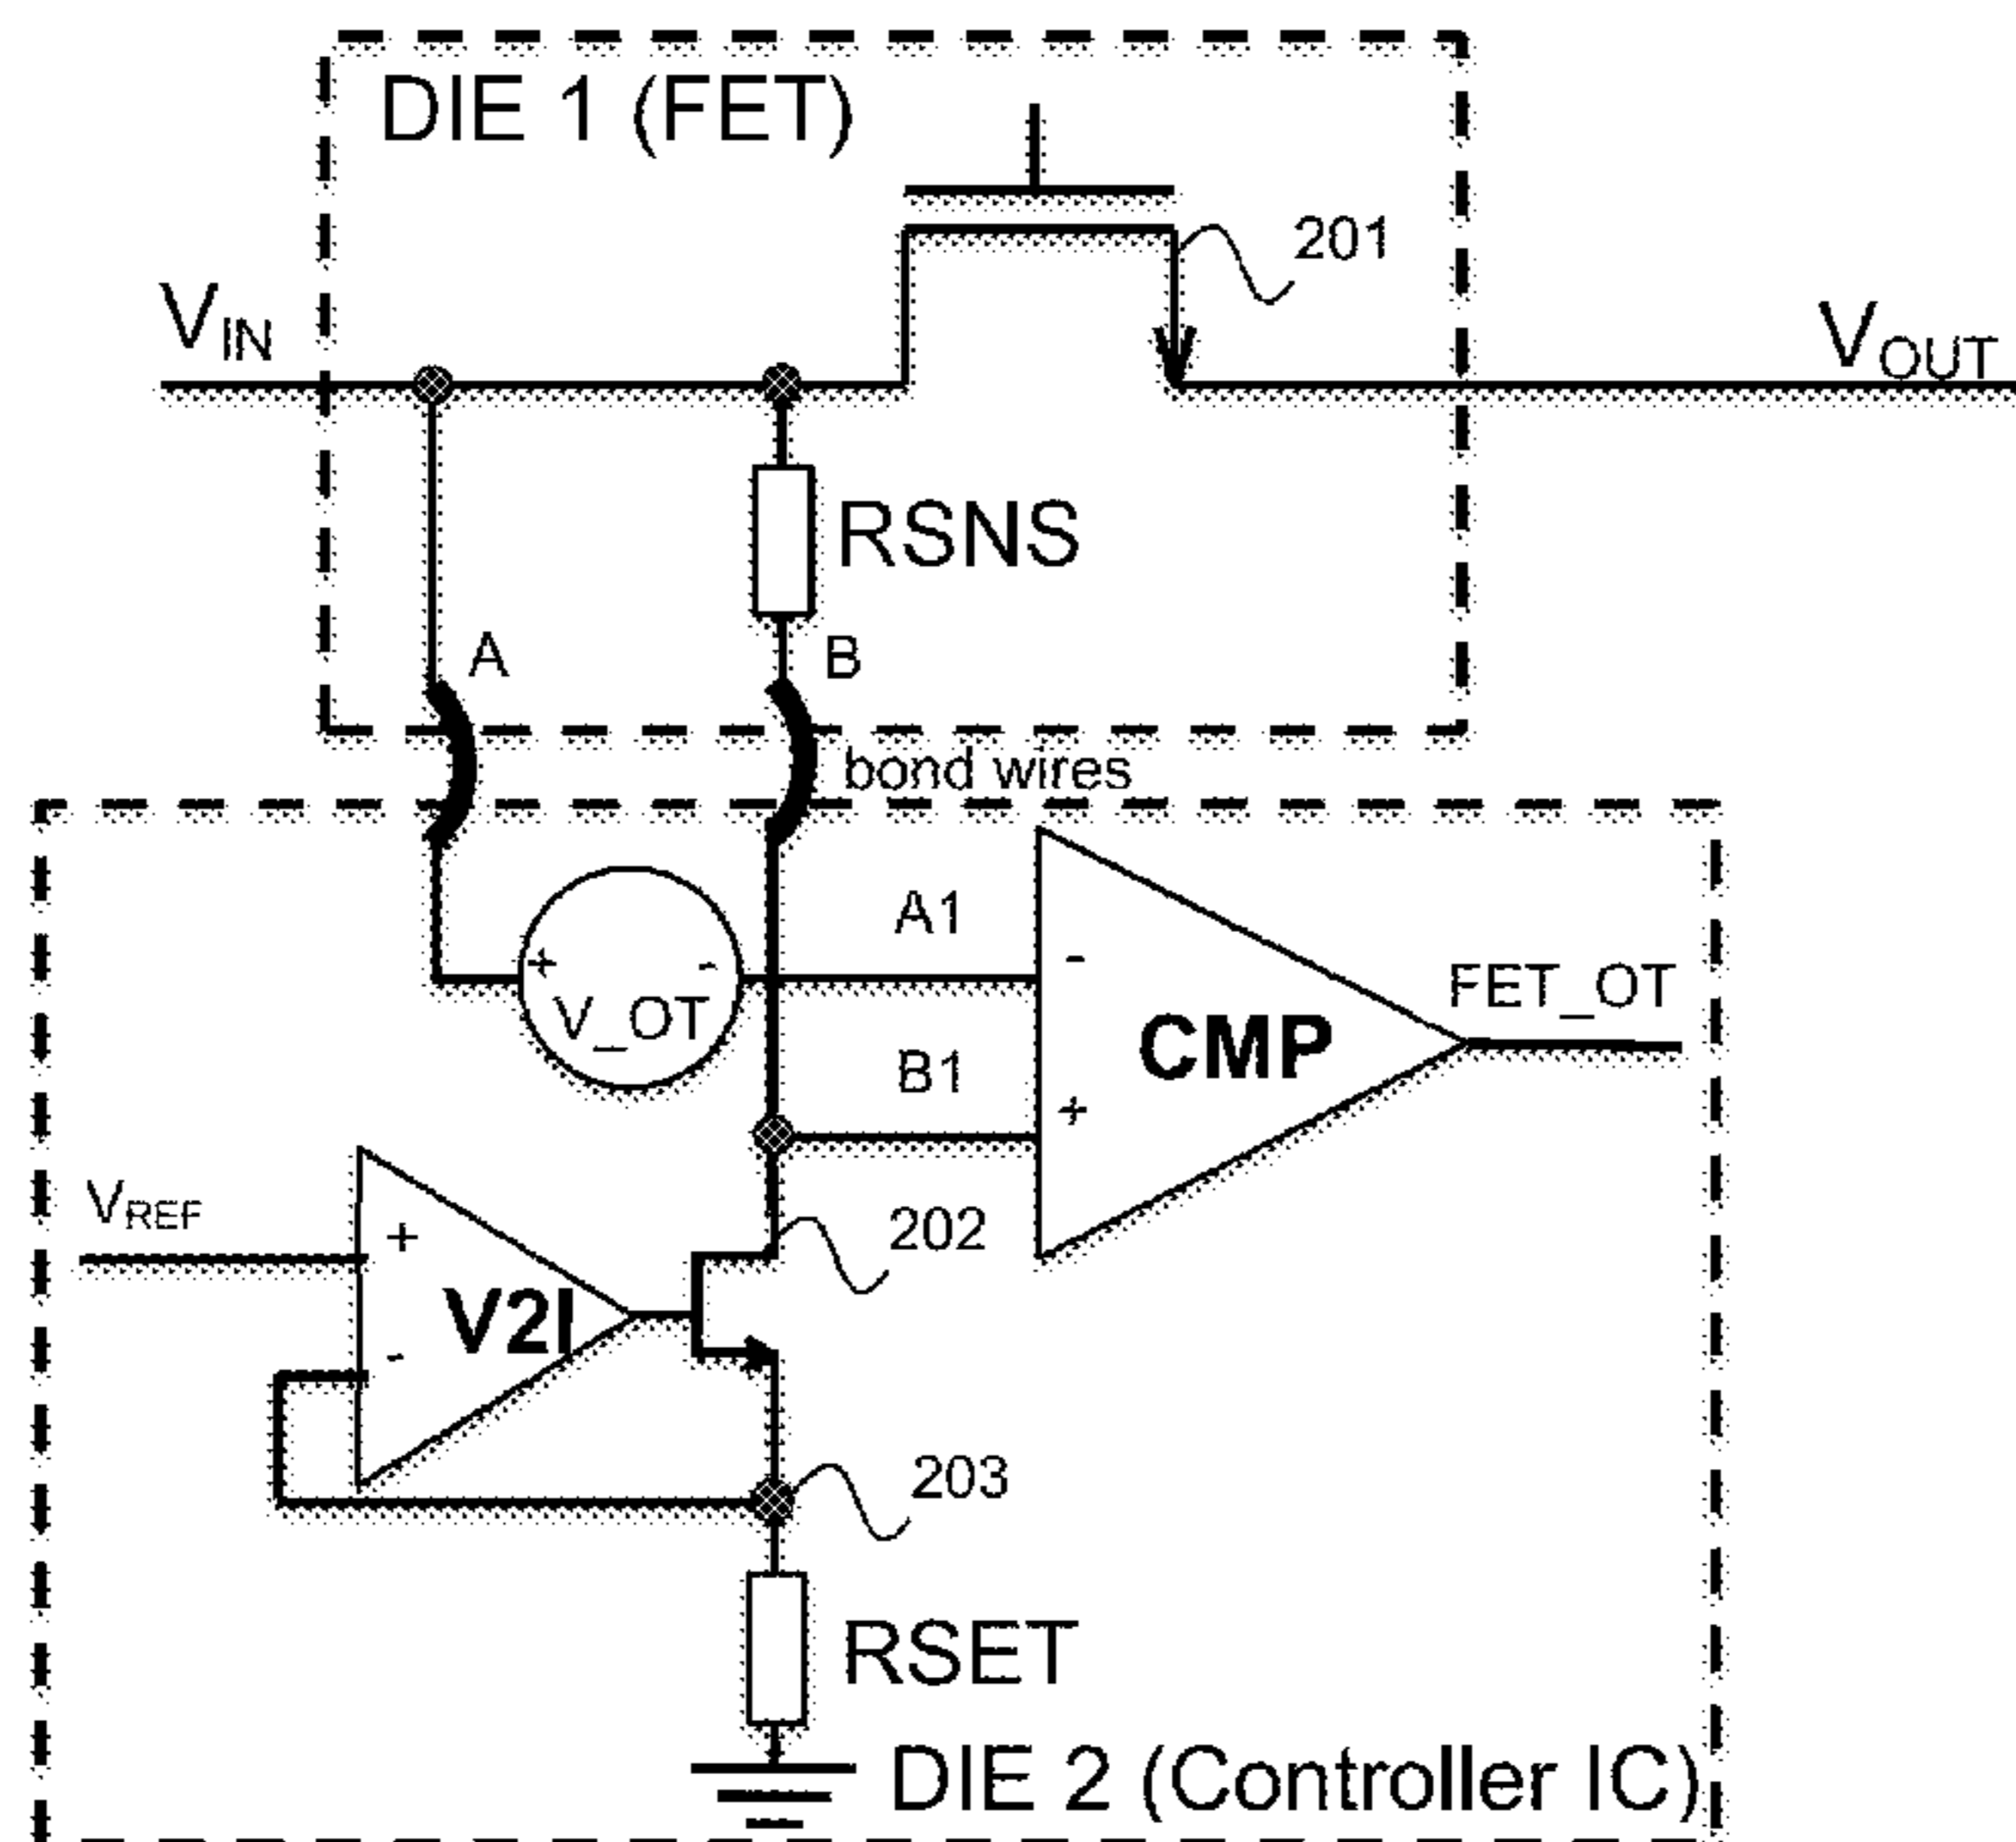 DIE 1 (FET)
201
VIN
VOUT
RSNS
A
B
bond wires
A1
+
-
V_OT
-
CMP
FET_OT
B1
+
VREF
+
202
V2I
-
203
RSET
DIE 2 (Controller IC)